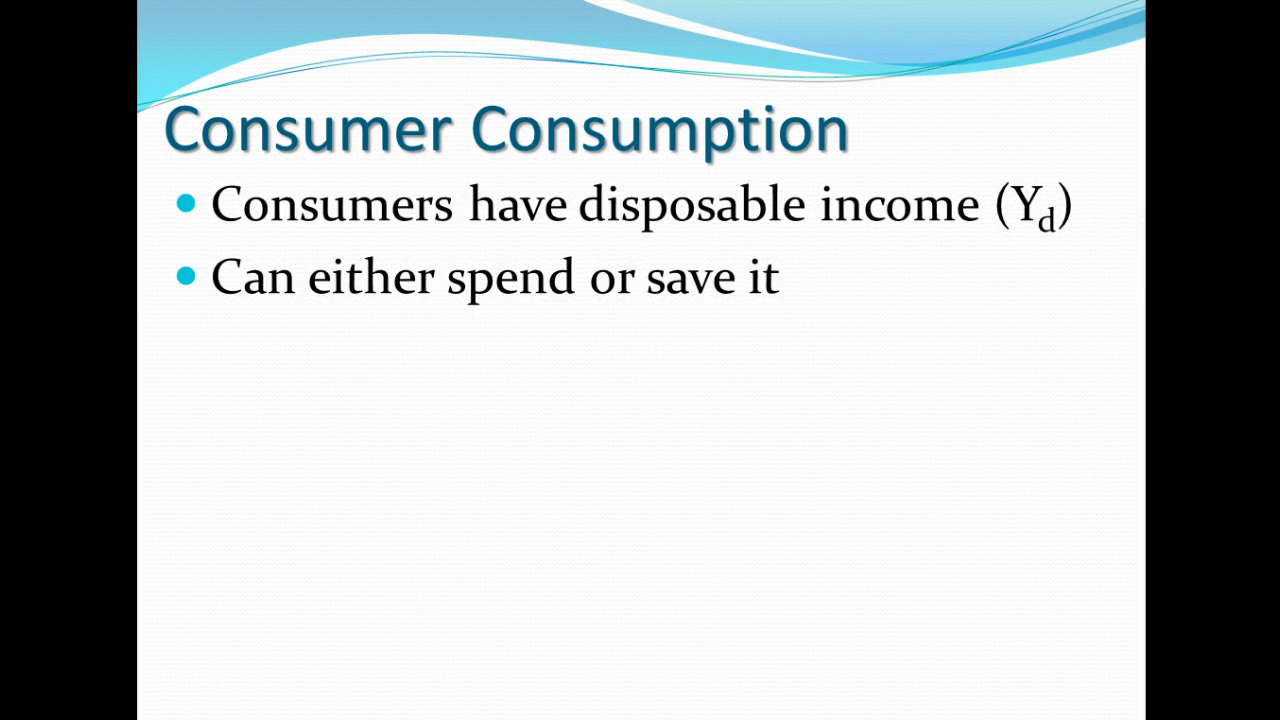 Consumer Consumption
• Consumers have disposable income (Yd)
• Can either spend or save it